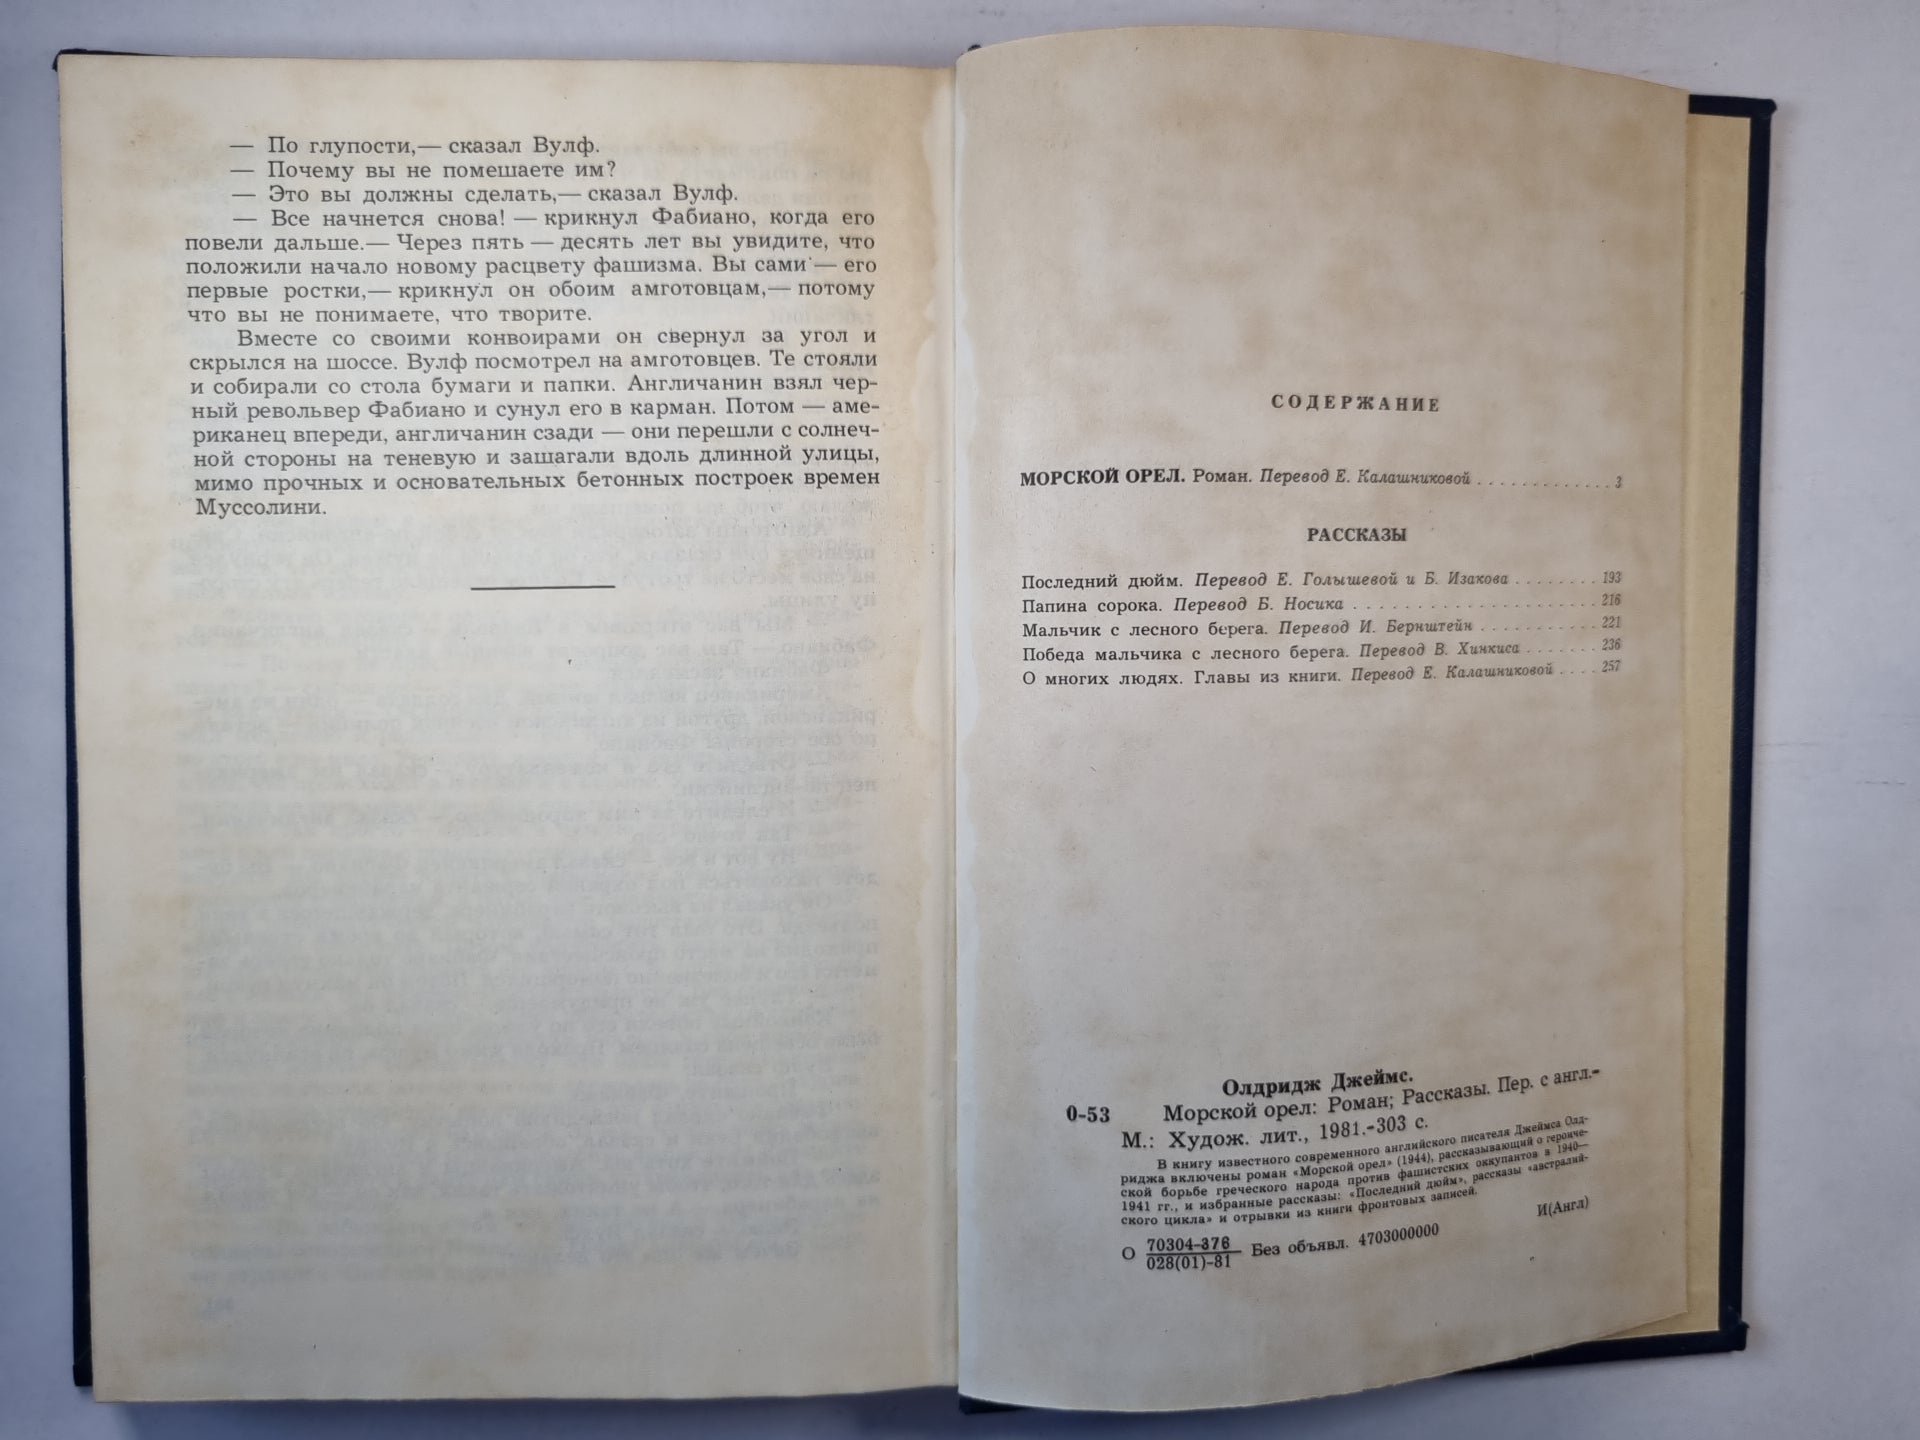 — По глупости,— сказал Вулф.
— Почему вы не помешаете им?
— Это вы должны сделать,— сказал Вулф.
— Все начнется снова! — крикнул Фабиано, когда его
повели дальше.— Через пять — десять лет вы увидите, что
положили начало новому расцвету фашизма. Вы сами — его
первые ростки,— крикнул он обоим амготовцам,— потому
что вы не понимаете, что творите.
Вместе со своими конвоирами он свернул за угол и
скрылся на шоссе. Вулф посмотрел на амготовцев. Те стояли
и собирали со стола бумаги и папки. Англичанин взял чер-
ный револьвер Фабиано и сунул его в карман. Потом — аме-
риканец впереди, англичанин сзади — они перешли с солнеч-
ной стороны на теневую и зашагали вдоль длинной улицы,
мимо прочных и основательных бетонных построек времен
Муссолини.
СОДЕРЖАНИЕ
МОРСКОЙ ОРЕЛ. Роман. Перевод Е. Калашниковой . . . . . . . . . . . . . 3
РАССКАЗЫ
Последний дюйм. Перевод Е. Голышевой и Б. Изакова . . . . . . . . 193
Папина сорока. Перевод Б. Носика . . . . . . . . . . . . . . . . . . . . . 216
Мальчик с лесного берега. Перевод И. Бернштейн . . . . . . . . . . . 221
Победа мальчика с лесного берега. Перевод В. Хинкиса . . . . . . . 236
О многих людях. Главы из книги. Перевод Е. Калашниковой . . . . 257
Олдридж Джеймс.
О-53 Морской орел: Роман; Рассказы. Пер. с англ.-
М.: Худож. лит., 1981.-303 с.
В книгу известного современного английского писателя Джеймса Олд-
риджа включены роман «Морской орел» (1944), рассказывающий о героиче-
ской борьбе греческого народа против фашистских оккупантов в 1940—
1941 гг., и избранные рассказы: «Последний дюйм», рассказы «австралий-
ского цикла» и отрывки из книги фронтовых записей.
И(Англ)
О 70304-376 Без объявл. 4703000000
028(01)-81